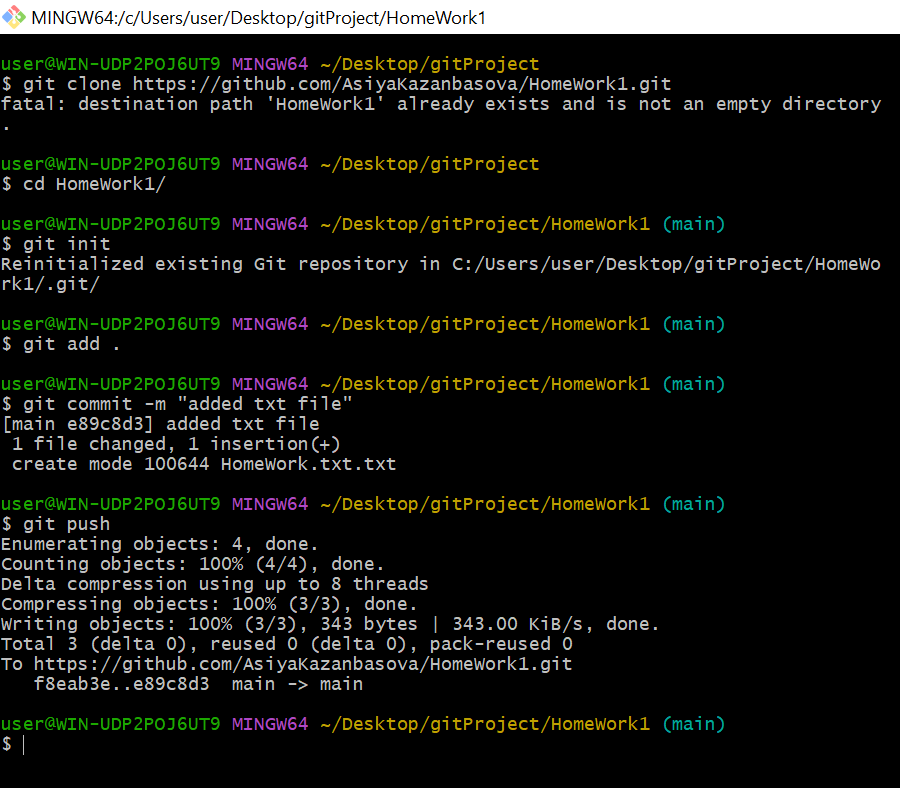 MINGW64:/c/Users/user/Desktop/gitProject/HomeWork1
user@WIN-UDP2POJ6UT9 MINGW64 ~/Desktop/gitProject
$ git clone https://github.com/AsiyaKazanbasova/HomeWork1.git
fatal: destination path 'HomeWork1' already exists and is not an empty directory
.
user@WIN-UDP2POJ6UT9 MINGW64 ~/Desktop/gitProject
$ cd HomeWork1/
user@WIN-UDP2POJ6UT9 MINGW64 ~/Desktop/gitProject/HomeWork1 (main)
$ git init
Reinitialized existing Git repository in C:/Users/user/Desktop/gitProject/HomeWo
rk1/.git/
user@WIN-UDP2POJ6UT9 MINGW64 ~/Desktop/gitProject/HomeWork1 (main)
$ git add .
user@WIN-UDP2POJ6UT9 MINGW64 ~/Desktop/gitProject/HomeWork1 (main)
$ git commit -m "added txt file"
[main e89c8d3] added txt file
 1 file changed, 1 insertion(+)
 create mode 100644 HomeWork.txt.txt
user@WIN-UDP2POJ6UT9 MINGW64 ~/Desktop/gitProject/HomeWork1 (main)
$ git push
Enumerating objects: 4, done.
Counting objects: 100% (4/4), done.
Delta compression using up to 8 threads
Compressing objects: 100% (3/3), done.
Writing objects: 100% (3/3), 343 bytes | 343.00 KiB/s, done.
Total 3 (delta 0), reused 0 (delta 0), pack-reused 0
To https://github.com/AsiyaKazanbasova/HomeWork1.git
   f8eab3e..e89c8d3  main -> main
user@WIN-UDP2POJ6UT9 MINGW64 ~/Desktop/gitProject/HomeWork1 (main)
$